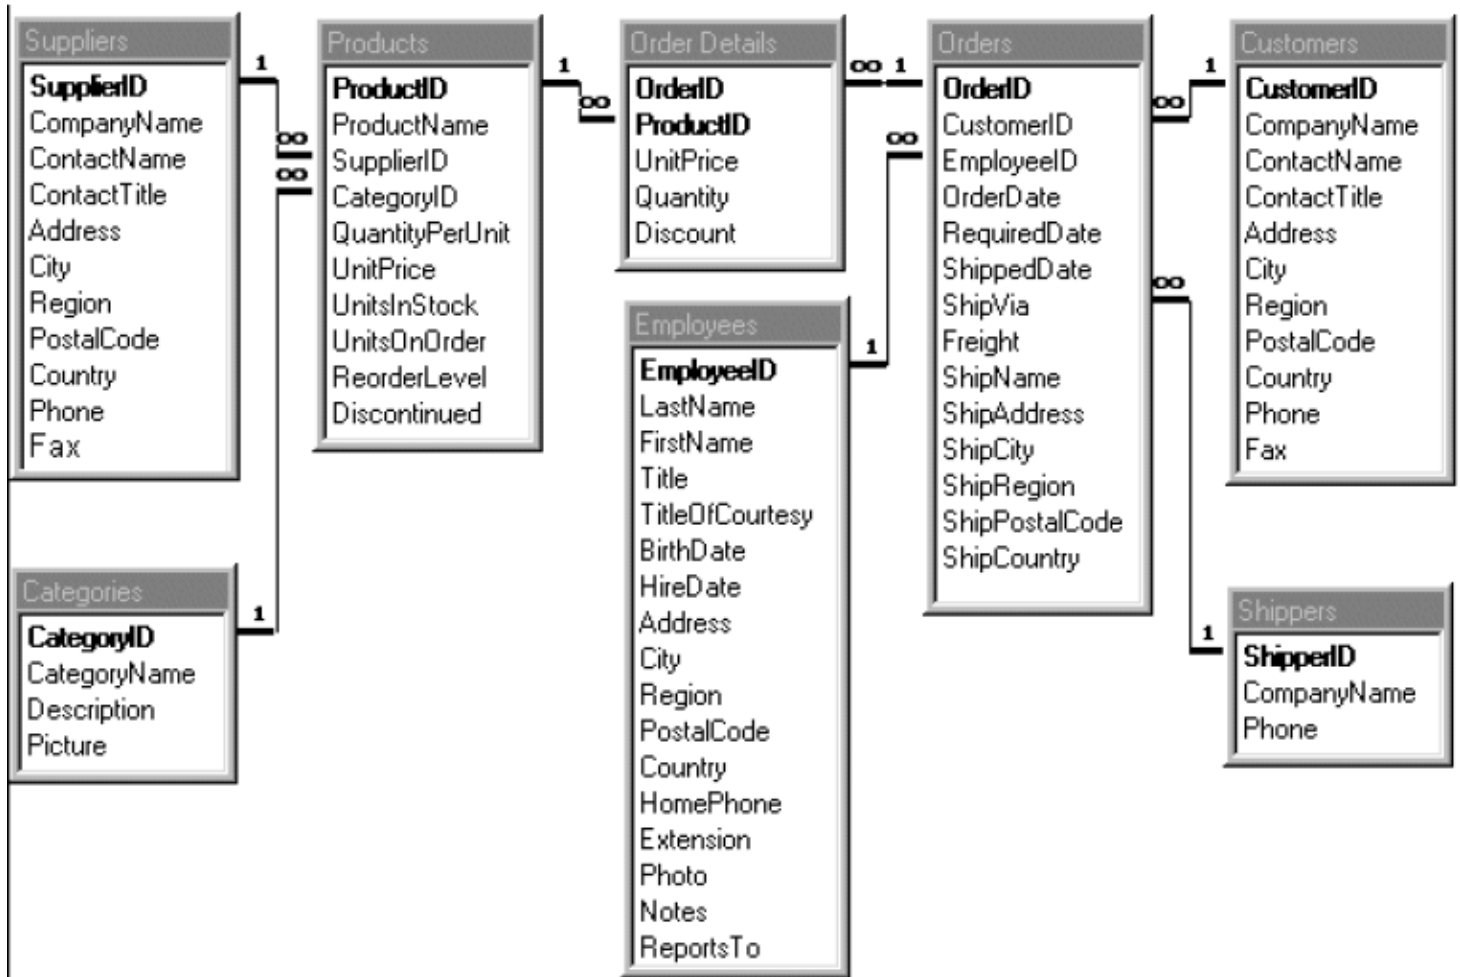 Suppliers
SupplierID
CompanyName
ContactName
ContactTitle
Address
City
Region
PostalCode
Country
Phone
Fax
1
∞
∞
Categories
CategoryID
CategoryName
Description
Picture
1
Products
ProductID
ProductName
SupplierID
CategoryID
QuantityPerUnit
UnitPrice
UnitsInStock
UnitsOnOrder
ReorderLevel
Discontinued
1
∞
Order Details
OrderID
ProductID
UnitPrice
Quantity
Discount
∞ 1
Employees
EmployeeID
LastName
FirstName
Title
TitleOfCourtesy
BirthDate
HireDate
Address
City
Region
PostalCode
Country
HomePhone
Extension
Photo
Notes
ReportsTo
1
∞
Orders
OrderID
CustomerID
EmployeeID
OrderDate
RequiredDate
ShippedDate
ShipVia
Freight
ShipName
ShipAddress
ShipCity
ShipRegion
ShipPostalCode
ShipCountry
∞
1
∞
1
Customers
CustomerID
CompanyName
ContactName
ContactTitle
Address
City
Region
PostalCode
Country
Phone
Fax
Shippers
ShipperID
CompanyName
Phone